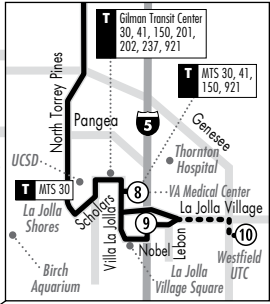 T
Gilman Transit Center
30, 41, 150, 201,
202, 237, 921
T
MTS 30, 41,
150, 921
North Torrey Pines
Pangea
5
Genesee
UCSD
Thornton
Hospital
T
MTS 30
8
VA Medical Center
La Jolla
Shores
Scholars
Villa La Jolla
9
La Jolla Village
10
Nobel
Lebon
Westfield
UTC
Birch
Aquarium
La Jolla
Village Square